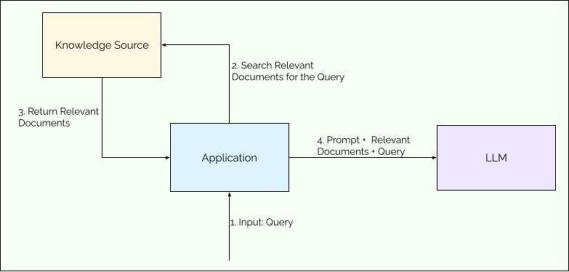 Knowledge Source
2. Search Relevant
Documents for the Query
3. Return Relevant
Documents
Application
4. Prompt + Relevant
Documents + Query
LLM
1. Input: Query